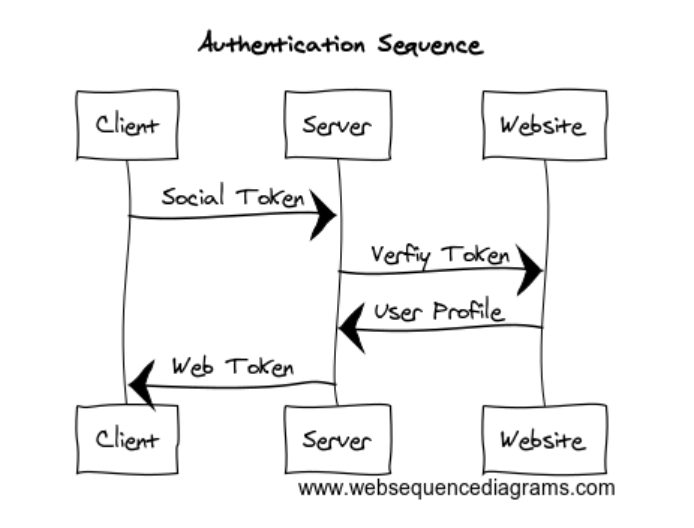 Authentication Sequence
Client Server Website
Social Token
Verfiy Token
User Profile
Web Token
Client Server Website
www.websequencediagrams.com